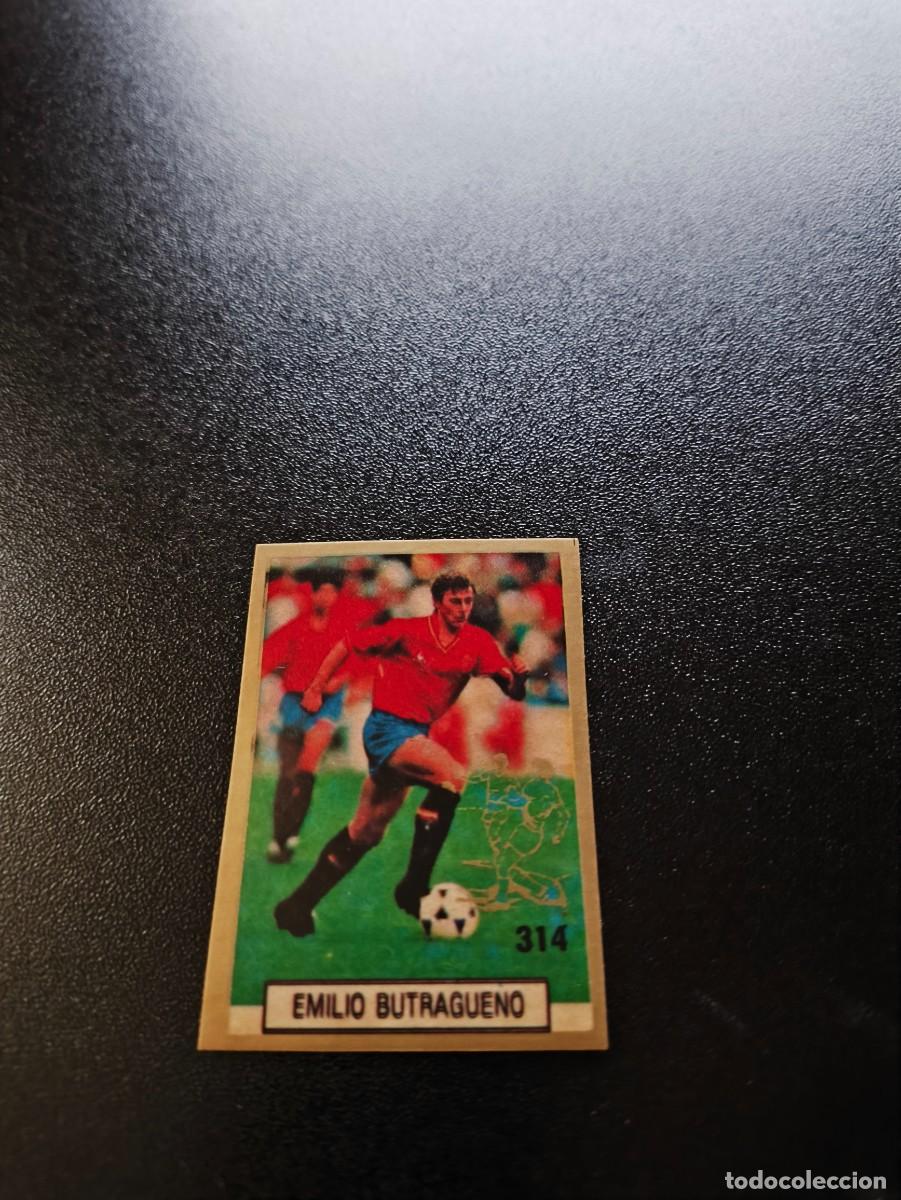 314
EMILIO BUTRAGUENO
todocoleccion